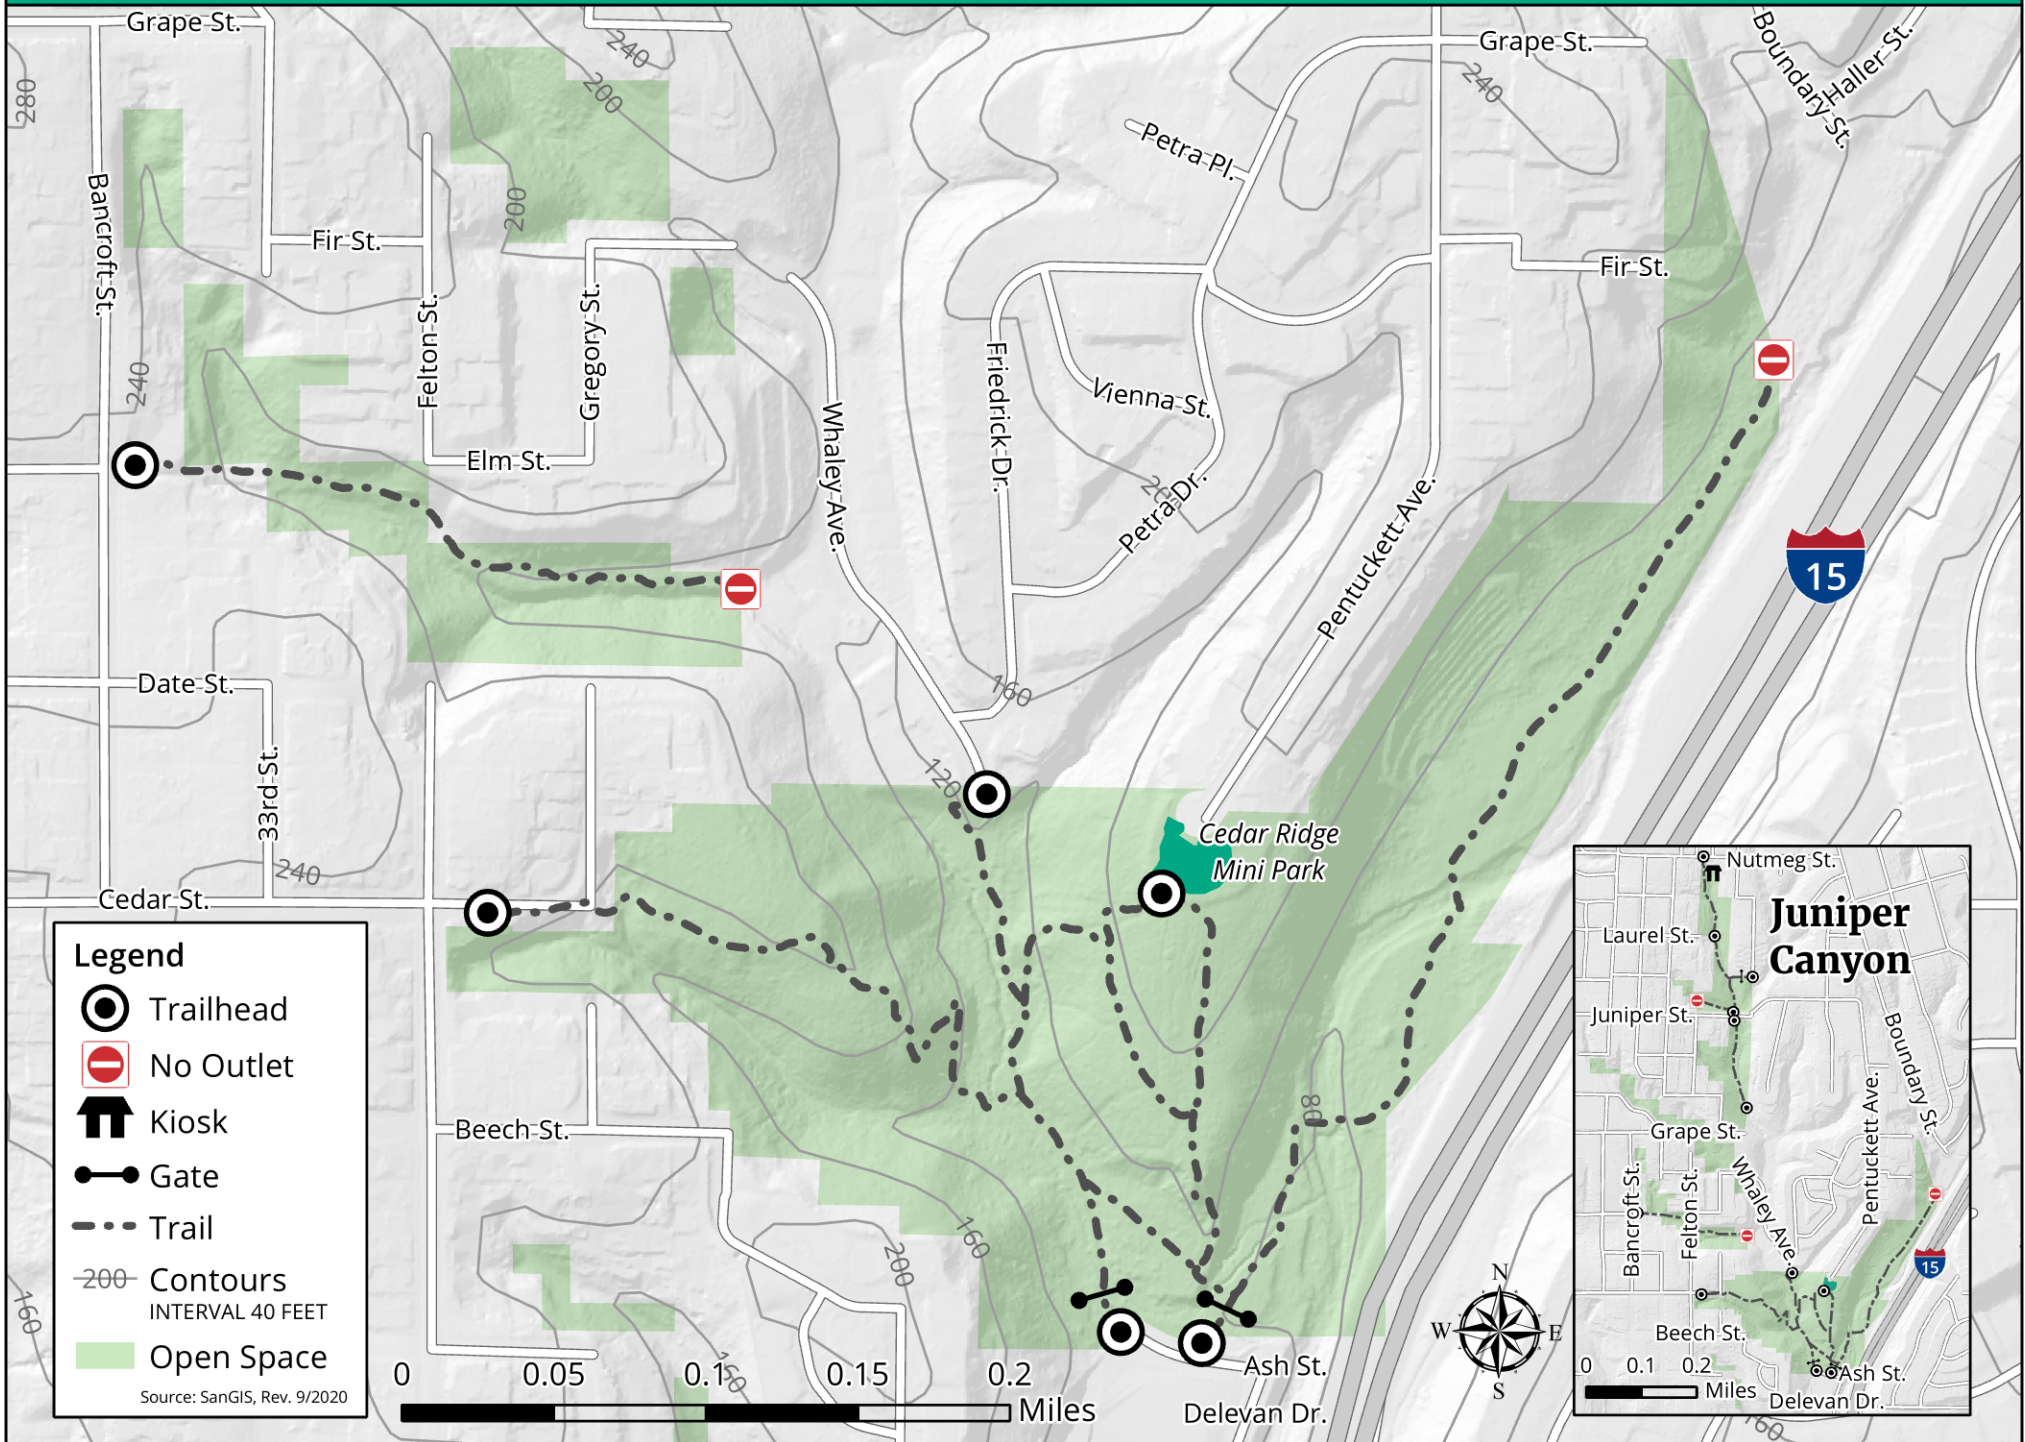 Grape St.
240
200
Grape St.
240
Boundary St.
Haller St.
280
Petra Pl.
Bancroft St.
200
Fir St.
Fir St.
Felton St.
Gregory St.
240
Friedrick Dr.
Vienna St.
Whaley Ave.
Elm St.
Petra Dr.
Pentuckett Ave.
15
Date St.
160
33rd St.
120
Cedar Ridge
Mini Park
240
Cedar St.
80
Beech St.
160
200
160
160
Ash St.
Delevan Dr.
N
W
E
S
Legend
Trailhead
No Outlet
Kiosk
Gate
Trail
200 Contours
INTERVAL 40 FEET
Open Space
Source: SanGIS, Rev. 9/2020
0 0.05 0.1 0.15 0.2
Miles
Nutmeg St.
Juniper
Canyon
Laurel St.
Juniper St.
Boundary St.
Pentuckett Ave.
Grape St.
Bancroft St.
Felton St.
Whaley Ave.
15
Beech St.
0 0.1 0.2
Miles
Ash St.
Delevan Dr.
160